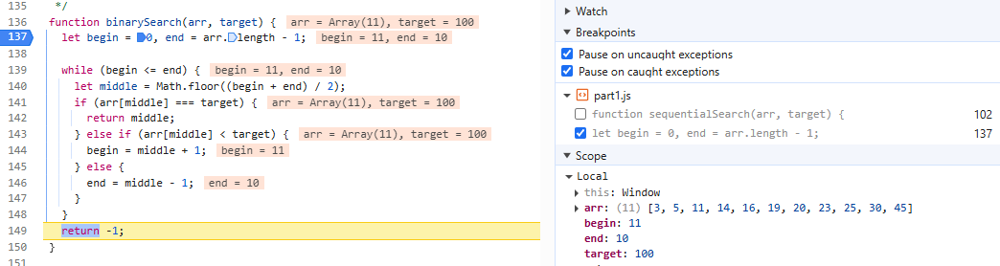 135 */
136 function binarySearch(arr, target) { arr = Array(11), target = 100
137 let begin = 0, end = arr.length - 1; begin = 11, end = 10
138
139 while (begin <= end) { begin = 11, end = 10
140 let middle = Math.floor((begin + end) / 2);
141 if (arr[middle] === target) { arr = Array(11), target = 100
142 return middle;
143 } else if (arr[middle] < target) { arr = Array(11), target = 100
144 begin = middle + 1; begin = 11
145 } else {
146 end = middle - 1; end = 10
147 }
148 }
149 return -1;
150 }
151
Watch
Breakpoints
Pause on uncaught exceptions
Pause on caught exceptions
part1.js
function sequentialSearch(arr, target) { 102
let begin = 0, end = arr.length - 1; 137
Scope
Local
this: Window
arr: (11) [3, 5, 11, 14, 16, 19, 20, 23, 25, 30, 45]
begin: 11
end: 10
target: 100